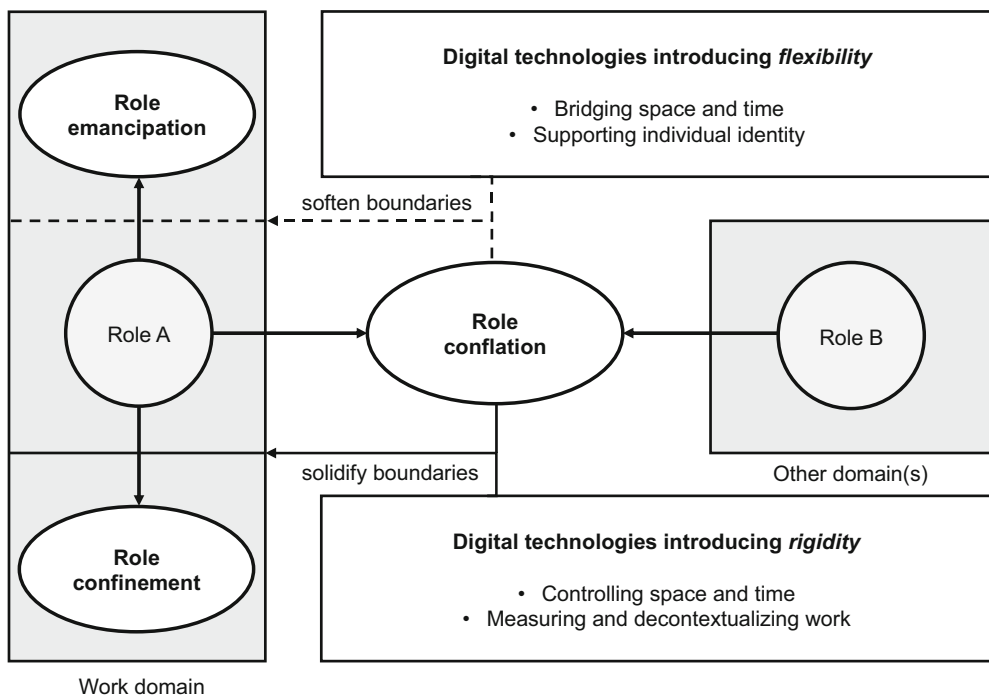 Role
emancipation
Digital technologies introducing flexibility
• Bridging space and time
• Supporting individual identity
soften boundaries
Role A
Role
conflation
Role B
solidify boundaries
Other domain(s)
Role
confinement
Digital technologies introducing rigidity
• Controlling space and time
• Measuring and decontextualizing work
Work domain